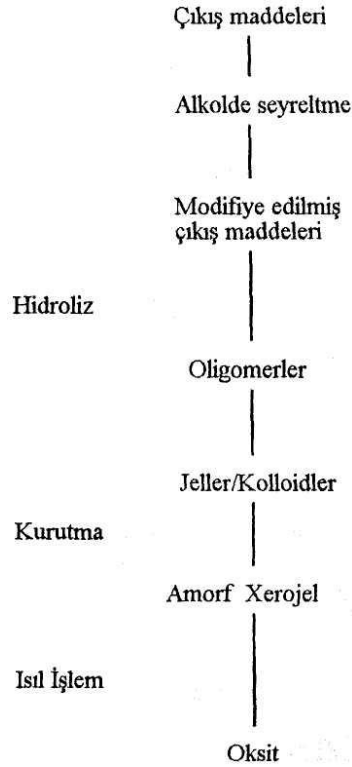 Çıkış maddeleri
Alkolde seyreltme
Modifiye edilmiş
çıkış maddeleri
Hidroliz
Oligomerler
Jeller/Kolloidler
Kurutma
Amorf Xerojel
Isıl İşlem
Oksit